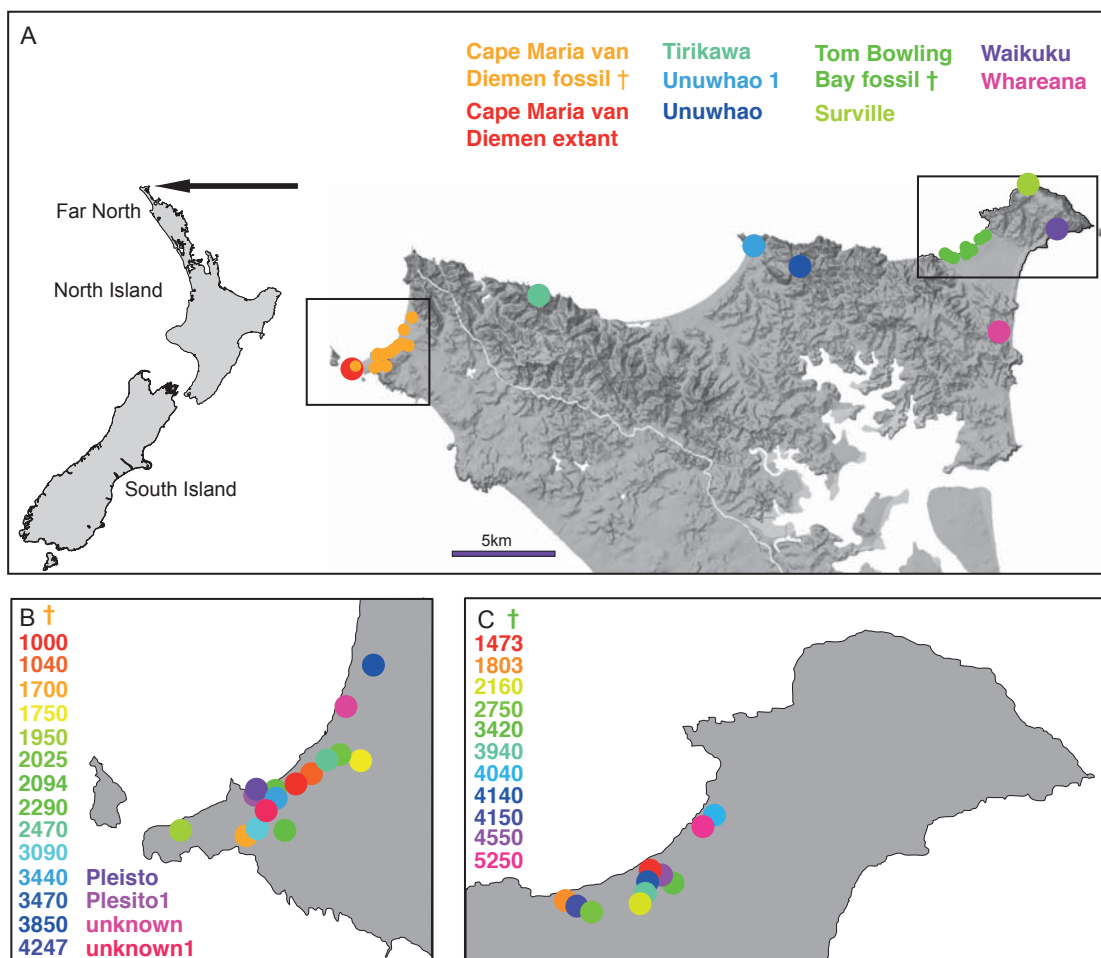 A
Cape Maria van
Diemen fossil †
Cape Maria van
Diemen extant
Tirikawa
Unuwhao 1
Unuwhao
Tom Bowling
Bay fossil †
Surville
Waikuku
Whareana
Far North
North Island
South Island
5km
B †
1000
1040
1700
1750
1950
2025
2094
2290
2470
3090
3440
3470
3850
4247
Pleisto
Plesito1
unknown
unknown1
C †
1473
1803
2160
2750
3420
3940
4040
4140
4150
4550
5250